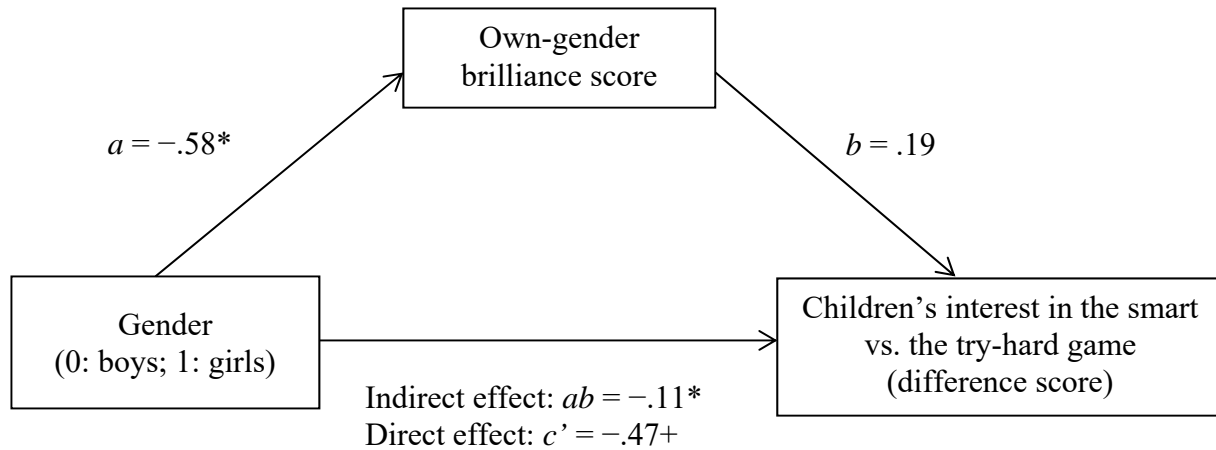 Own-gender
brilliance score
a = −.58*
b = .19
Gender
(0: boys; 1: girls)
Children’s interest in the smart
vs. the try-hard game
(difference score)
Indirect effect: ab = −.11*
Direct effect: c’ = −.47+